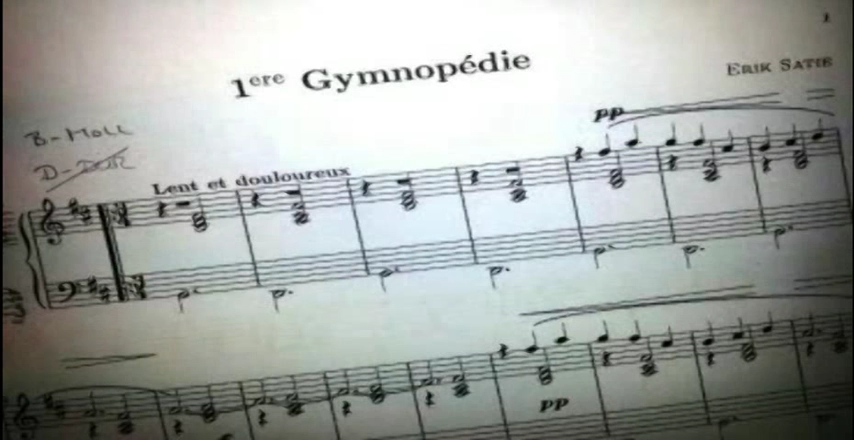 1
1ere Gymnopédie
ERIK SATIE
B-MOLL
D-DUR
Lent et douloureux
pp
pp